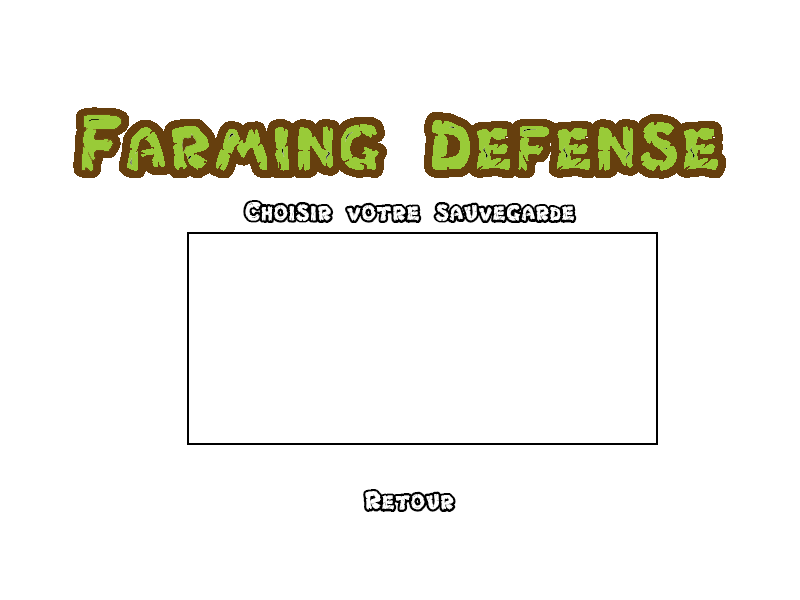 Farming Defense
Choisir votre sauvegarde
Retour